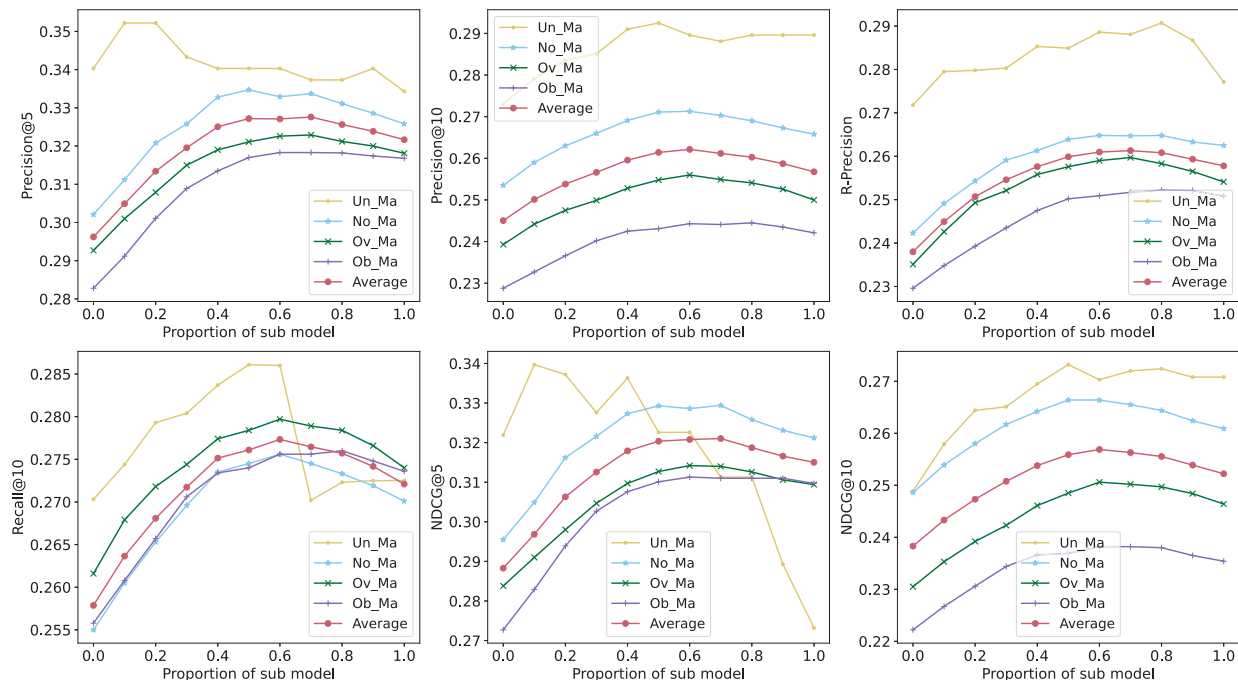 Precision@5
0.35
0.34
0.33
0.32
0.31
0.30
0.29
0.28
0.0 0.2 0.4 0.6 0.8 1.0
Proportion of sub model
Un_Ma
No_Ma
Ov_Ma
Ob_Ma
Average
Precision@10
0.29
0.28
0.27
0.26
0.25
0.24
0.23
0.0 0.2 0.4 0.6 0.8 1.0
Proportion of sub model
Un_Ma
No_Ma
Ov_Ma
Ob_Ma
Average
R-Precision
0.29
0.28
0.27
0.26
0.25
0.24
0.23
0.0 0.2 0.4 0.6 0.8 1.0
Proportion of sub model
Un_Ma
No_Ma
Ov_Ma
Ob_Ma
Average
Recall@10
0.285
0.280
0.275
0.270
0.265
0.260
0.255
0.0 0.2 0.4 0.6 0.8 1.0
Proportion of sub model
Un_Ma
No_Ma
Ov_Ma
Ob_Ma
Average
NDCG@5
0.34
0.33
0.32
0.31
0.30
0.29
0.28
0.27
0.0 0.2 0.4 0.6 0.8 1.0
Proportion of sub model
Un_Ma
No_Ma
Ov_Ma
Ob_Ma
Average
NDCG@10
0.27
0.26
0.25
0.24
0.23
0.22
0.0 0.2 0.4 0.6 0.8 1.0
Proportion of sub model
Un_Ma
No_Ma
Ov_Ma
Ob_Ma
Average